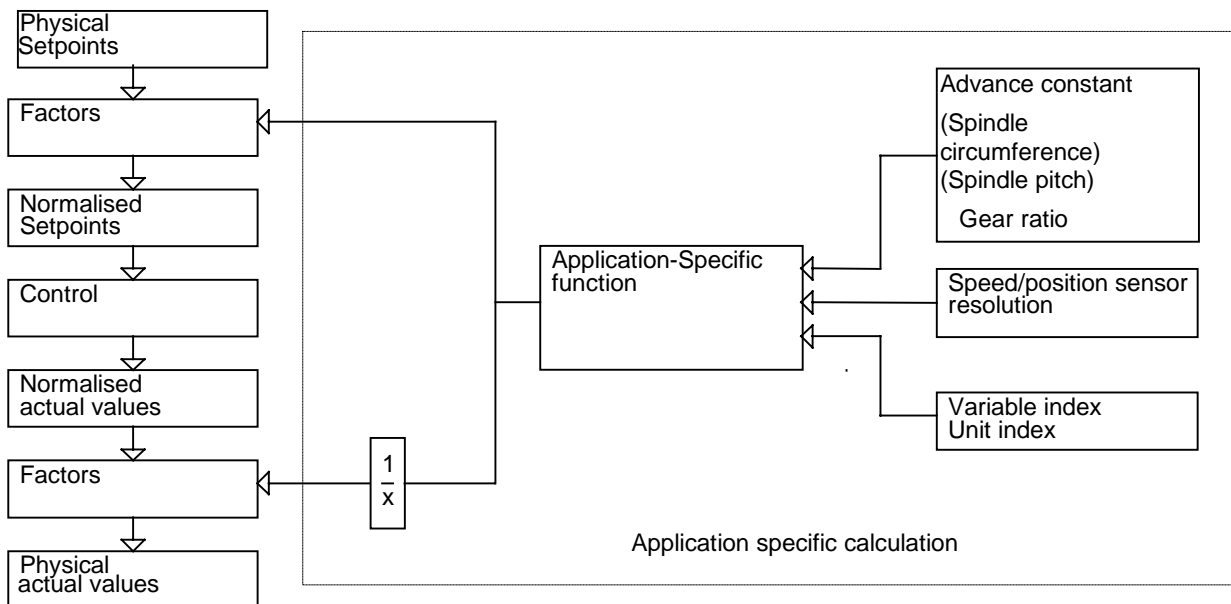 Physical
Setpoints
Factors
Normalised
Setpoints
Control
Normalised
actual values
Factors
Physical
actual values
1
x
Application-Specific
function
Advance constant
(Spindle
circumference)
(Spindle pitch)
Gear ratio
Speed/position sensor
resolution
Variable index
Unit index
Application specific calculation